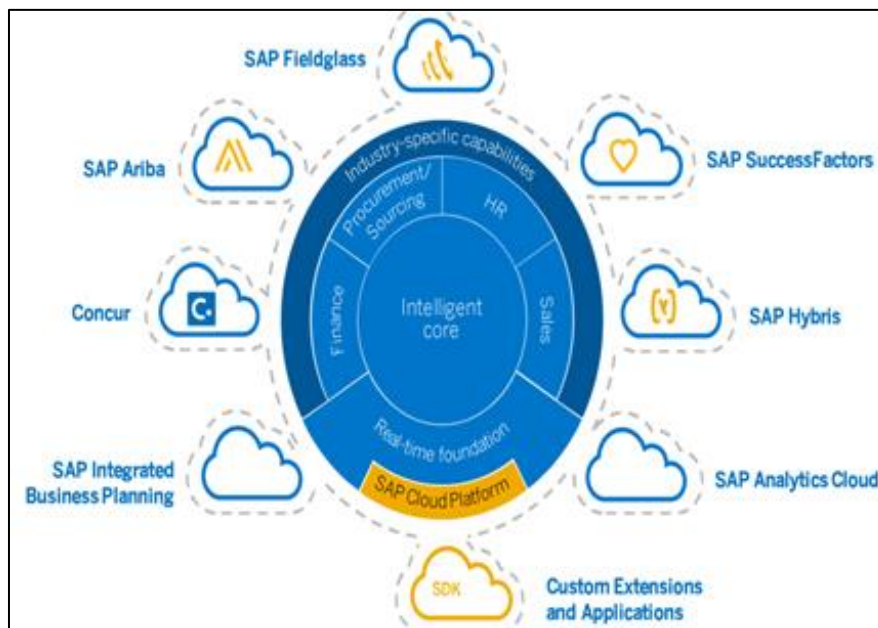 SAP Fieldglass
SAP Ariba
SAP SuccessFactors
Industry-specific capabilities
Procurement/
Sourcing
HR
Concur
C.
Finance
Intelligent
core
Sales
SAP Hybris
SAP Integrated
Business Planning
Real-time foundation
SAP Cloud Platform
SAP Analytics Cloud
SDK
Custom Extensions
and Applications